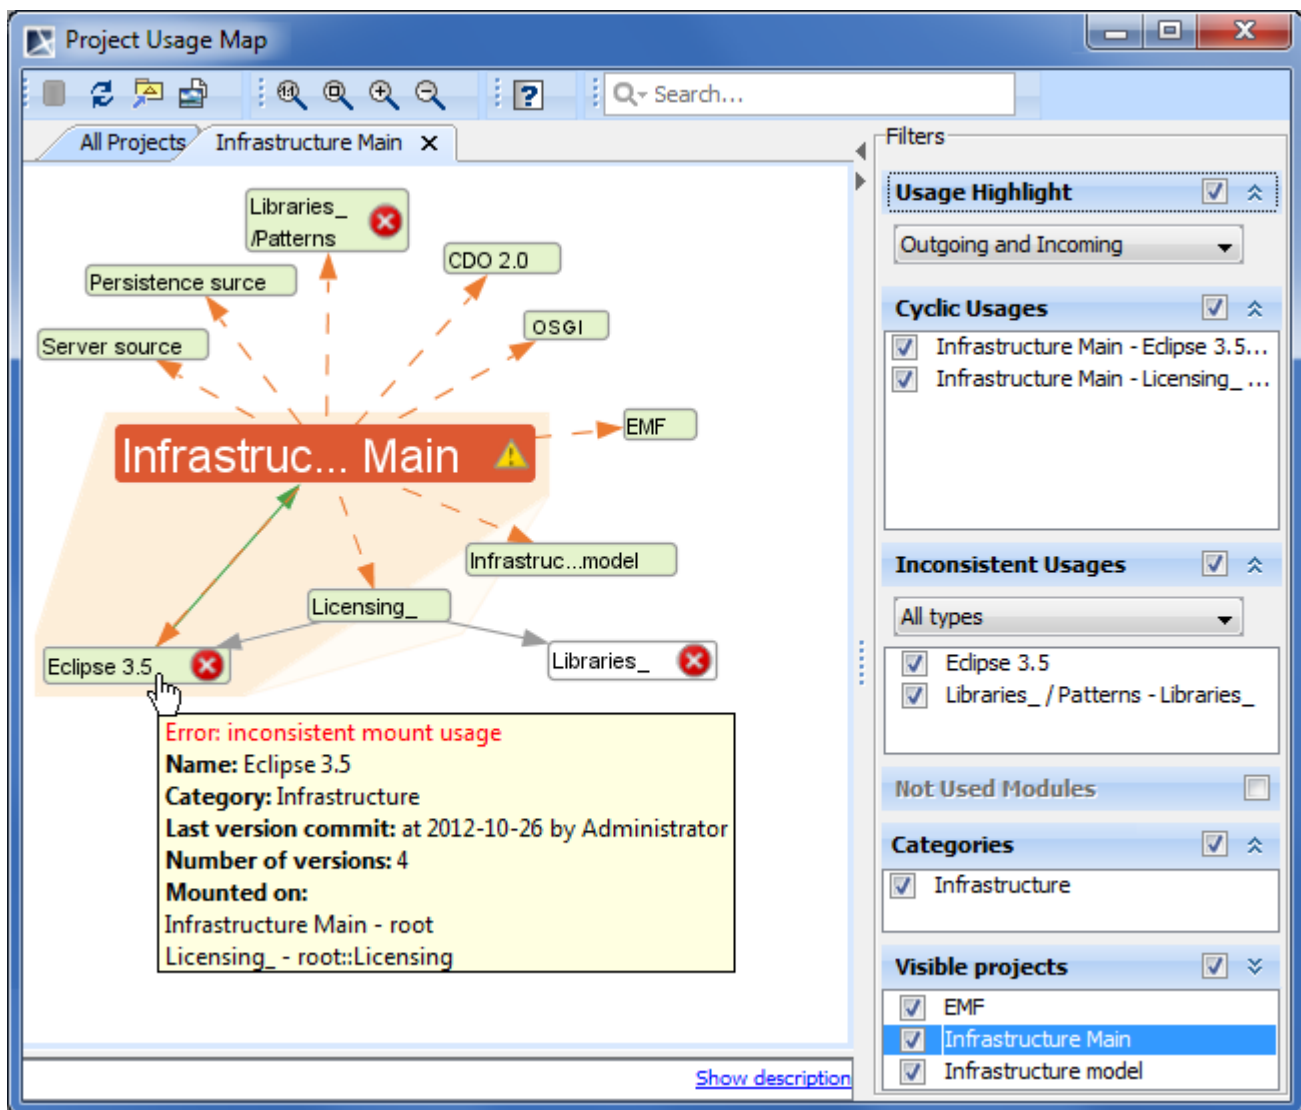 Project Usage Map
Search...
All Projects
Infrastructure Main
Libraries_
/Patterns
CDO 2.0
Persistence surce
OSGI
Server source
EMF
Infrastruc... Main
Infrastruc...model
Licensing_
Eclipse 3.5
Libraries_
Error: inconsistent mount usage
Name: Eclipse 3.5
Category: Infrastructure
Last version commit: at 2012-10-26 by Administrator
Number of versions: 4
Mounted on:
Infrastructure Main - root
Licensing_ - root::Licensing
Show description
Filters
Usage Highlight
Outgoing and Incoming
Cyclic Usages
Infrastructure Main - Eclipse 3.5...
Infrastructure Main - Licensing_ ...
Inconsistent Usages
All types
Eclipse 3.5
Libraries_ / Patterns - Libraries_
Not Used Modules
Categories
Infrastructure
Visible projects
EMF
Infrastructure Main
Infrastructure model